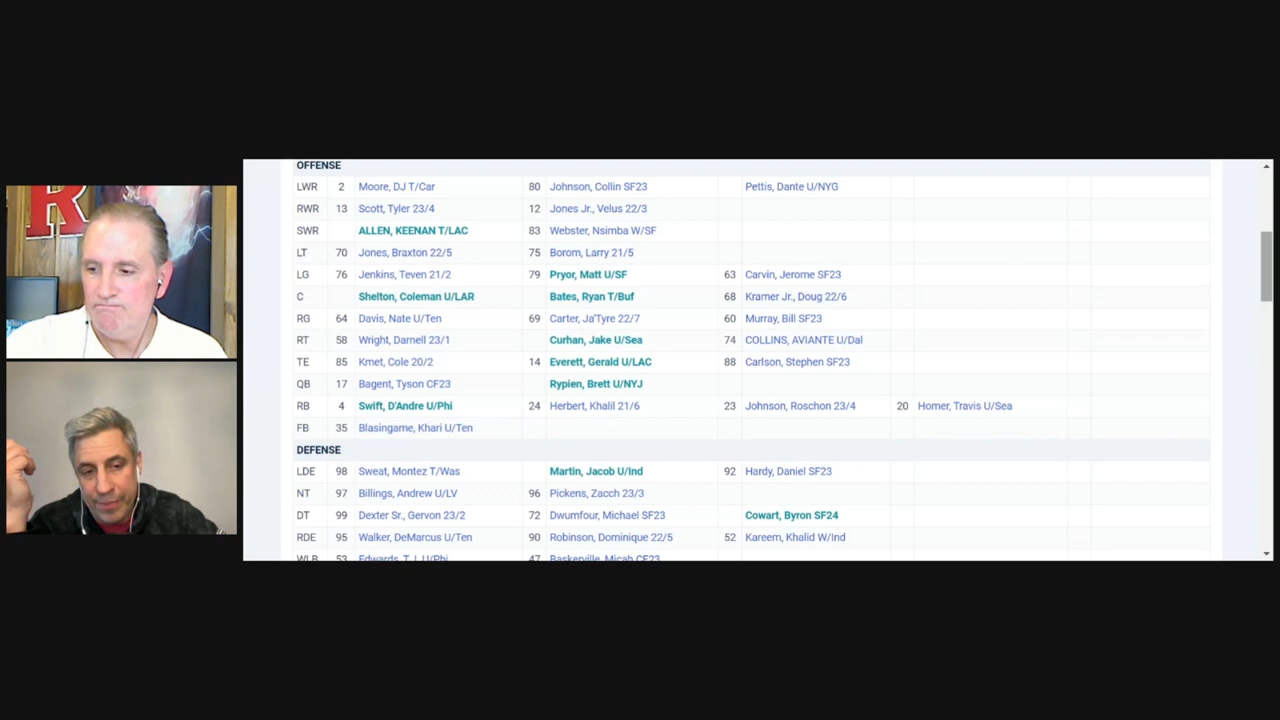 R
OFFENSE
LWR 2 Moore, DJ T/Car 80 Johnson, Collin SF23 Pettis, Dante U/NYG
RWR 13 Scott, Tyler 23/4 12 Jones Jr., Velus 22/3
SWR ALLEN, KEENAN T/LAC 83 Webster, Nsimba W/SF
LT 70 Jones, Braxton 22/5 75 Borom, Larry 21/5
LG 76 Jenkins, Teven 21/2 79 Pryor, Matt U/SF 63 Carvin, Jerome SF23
C Shelton, Coleman U/LAR Bates, Ryan T/Buf 68 Kramer Jr., Doug 22/6
RG 64 Davis, Nate U/Ten 69 Carter, Ja'Tyre 22/7 60 Murray, Bill SF23
RT 58 Wright, Darnell 23/1 Curhan, Jake U/Sea 74 COLLINS, AVIANTE U/Dal
TE 85 Kmet, Cole 20/2 14 Everett, Gerald U/LAC 88 Carlson, Stephen SF23
QB 17 Bagent, Tyson CF23 Rypien, Brett U/NYJ
RB 4 Swift, D'Andre U/Phi 24 Herbert, Khalil 21/6 23 Johnson, Roschon 23/4 20 Homer, Travis U/Sea
FB 35 Blasingame, Khari U/Ten
DEFENSE
LDE 98 Sweat, Montez T/Was Martin, Jacob U/Ind 92 Hardy, Daniel SF23
NT 97 Billings, Andrew U/LV 96 Pickens, Zacch 23/3
DT 99 Dexter Sr., Gervon 23/2 72 Dwumfour, Michael SF23 Cowart, Byron SF24
RDE 95 Walker, DeMarcus U/Ten 90 Robinson, Dominique 22/5 52 Kareem, Khalid W/Ind
WLB 53 Edwards, T.J. U/Phi 47 Baskerville, Micah CF23